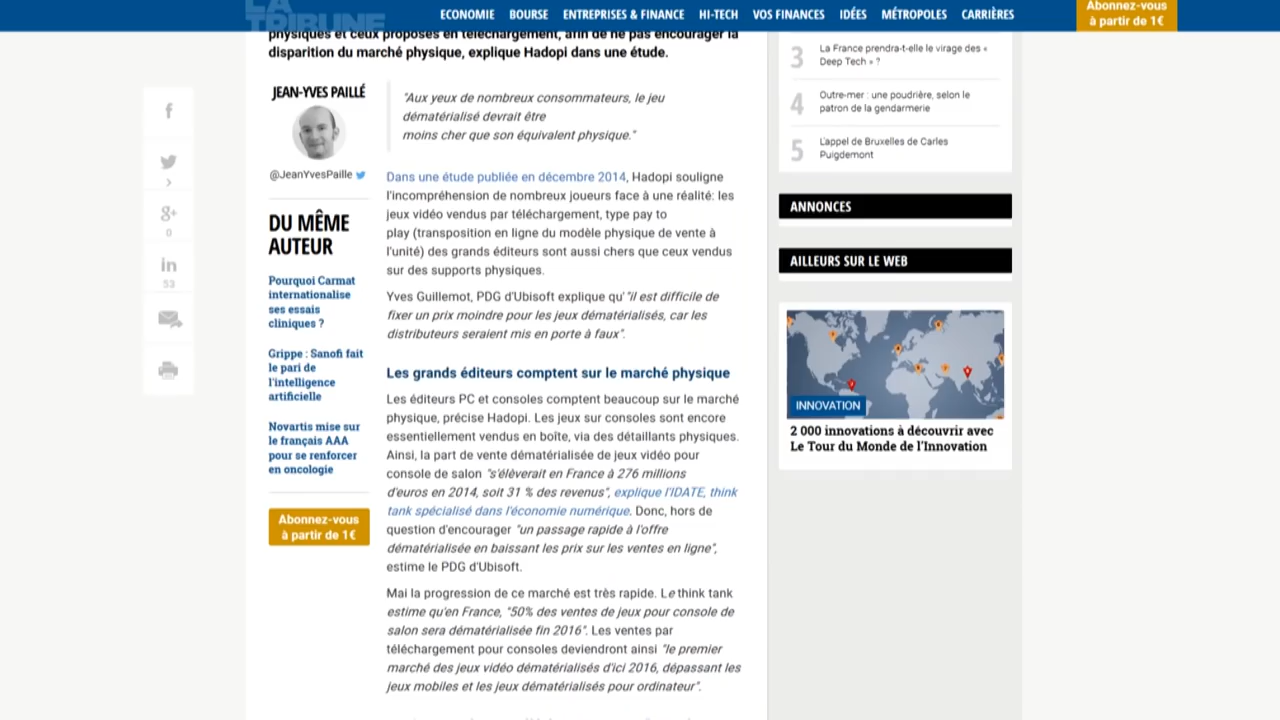 LA
TRIBUNE
ECONOMIE BOURSE ENTREPRISES & FINANCE HI-TECH VOS FINANCES IDÉES MÉTROPOLES CARRIÈRES
Abonnez-vous
à partir de 1€
physiques et ceux proposés en téléchargement, afin de ne pas encourager la
disparition du marché physique, explique Hadopi dans une étude.
JEAN-YVES PAILLÉ
@JeanYvesPaille
DU MÊME
AUTEUR
Pourquoi Carmat
internationalise
ses essais
cliniques ?
Grippe : Sanofi fait
le pari de
l'intelligence
artificielle
Novartis mise sur
le français AAA
pour se renforcer
en oncologie
Abonnez-vous
à partir de 1€
"Aux yeux de nombreux consommateurs, le jeu
dématérialisé devrait être
moins cher que son équivalent physique."
Dans une étude publiée en décembre 2014, Hadopi souligne
l'incompréhension de nombreux joueurs face à une réalité: les
jeux vidéo vendus par téléchargement, type pay to
play (transposition en ligne du modèle physique de vente à
l'unité) des grands éditeurs sont aussi chers que ceux vendus
sur des supports physiques.
Yves Guillemot, PDG d'Ubisoft explique qu' "il est difficile de
fixer un prix moindre pour les jeux dématérialisés, car les
distributeurs seraient mis en porte à faux".
Les grands éditeurs comptent sur le marché physique
Les éditeurs PC et consoles comptent beaucoup sur le marché
physique, précise Hadopi. Les jeux sur consoles sont encore
essentiellement vendus en boîte, via des détaillants physiques.
Ainsi, la part de vente dématérialisée de jeux vidéo pour
console de salon "s'élèverait en France à 276 millions
d'euros en 2014, soit 31 % des revenus", explique l'IDATE, think
tank spécialisé dans l'économie numérique. Donc, hors de
question d'encourager "un passage rapide à l'offre
dématérialisée en baissant les prix sur les ventes en ligne",
estime le PDG d'Ubisoft.
Mai la progression de ce marché est très rapide. Le think tank
estime qu'en France, "50% des ventes de jeux pour console de
salon sera dématérialisée fin 2016". Les ventes par
téléchargement pour consoles deviendront ainsi "le premier
marché des jeux vidéo dématérialisés d'ici 2016, dépassant les
jeux mobiles et les jeux dématérialisés pour ordinateur".
3 La France prendra-t-elle le virage des «
Deep Tech » ?
4 Outre-mer : une poudrière, selon le
patron de la gendarmerie
5 L'appel de Bruxelles de Carles
Puigdemont
ANNONCES
AILLEURS SUR LE WEB
INNOVATION
2 000 innovations à découvrir avec
Le Tour du Monde de l'Innovation
f
g+
0
in
53